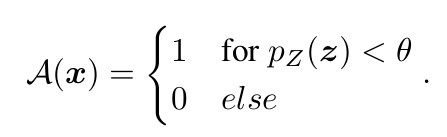 𝒜(𝒙) = { 1 for p_Z(𝒛) < θ
0 else .